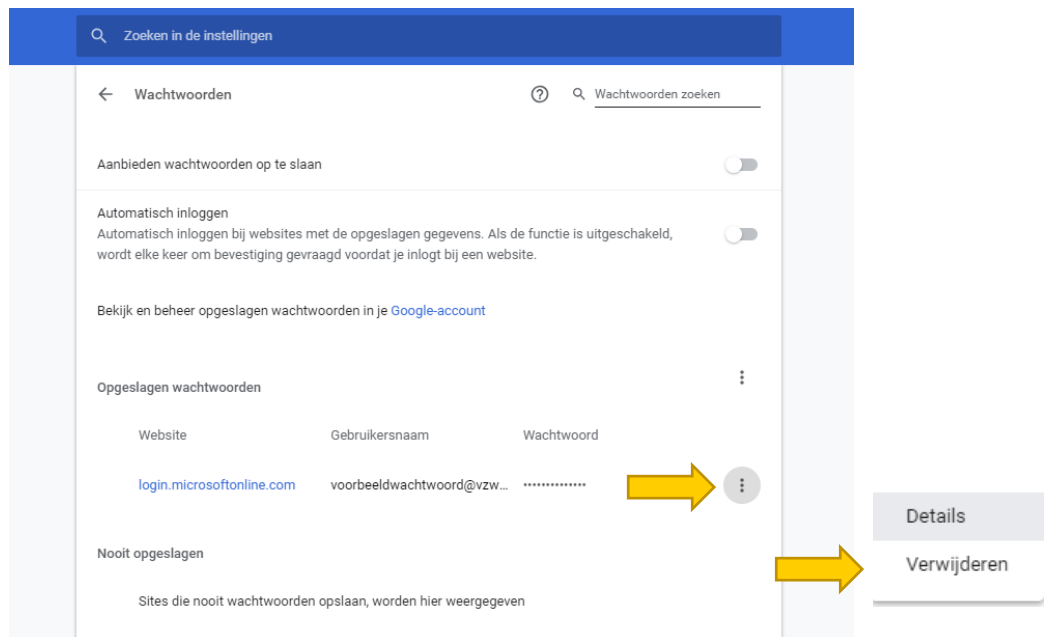 Zoeken in de instellingen
Wachtwoorden
Wachtwoorden zoeken
Aanbieden wachtwoorden op te slaan
Automatisch inloggen
Automatisch inloggen bij websites met de opgeslagen gegevens. Als de functie is uitgeschakeld,
wordt elke keer om bevestiging gevraagd voordat je inlogt bij een website.
Bekijk en beheer opgeslagen wachtwoorden in je Google-account
Opgeslagen wachtwoorden
Website Gebruikersnaam Wachtwoord
login.microsoftonline.com voorbeeldwachtwoord@vzw... ··············
Details
Nooit opgeslagen
Verwijderen
Sites die nooit wachtwoorden opslaan, worden hier weergegeven